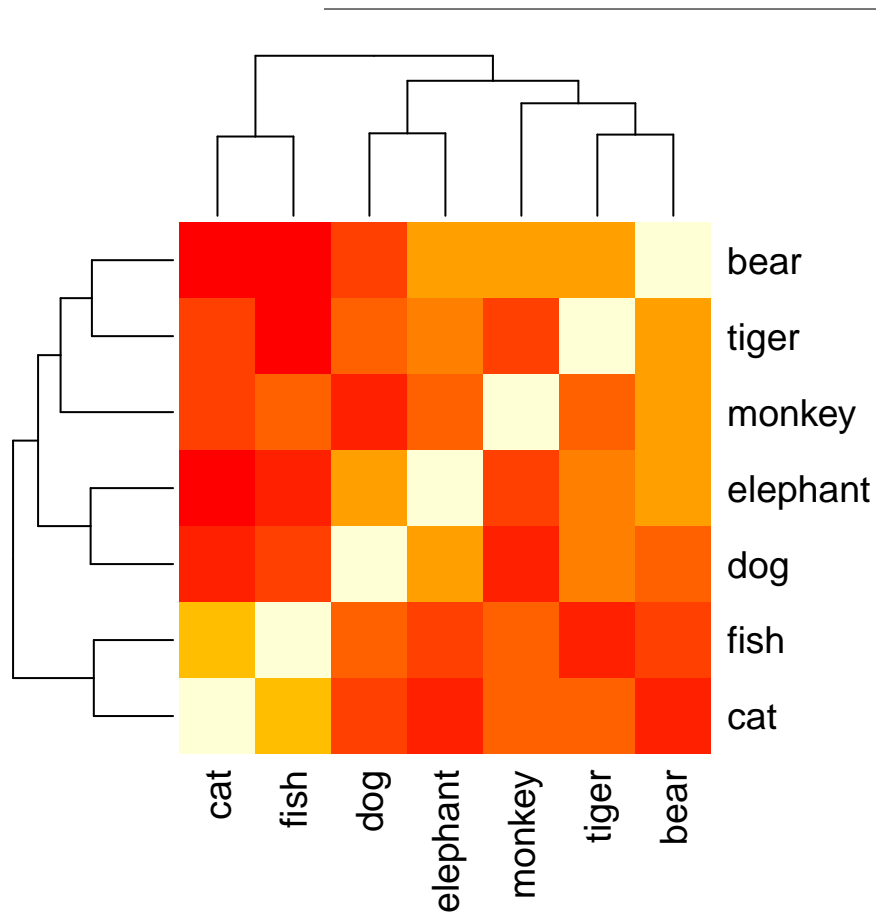 bear
tiger
monkey
elephant
dog
fish
cat
cat
fish
dog
elephant
monkey
tiger
bear